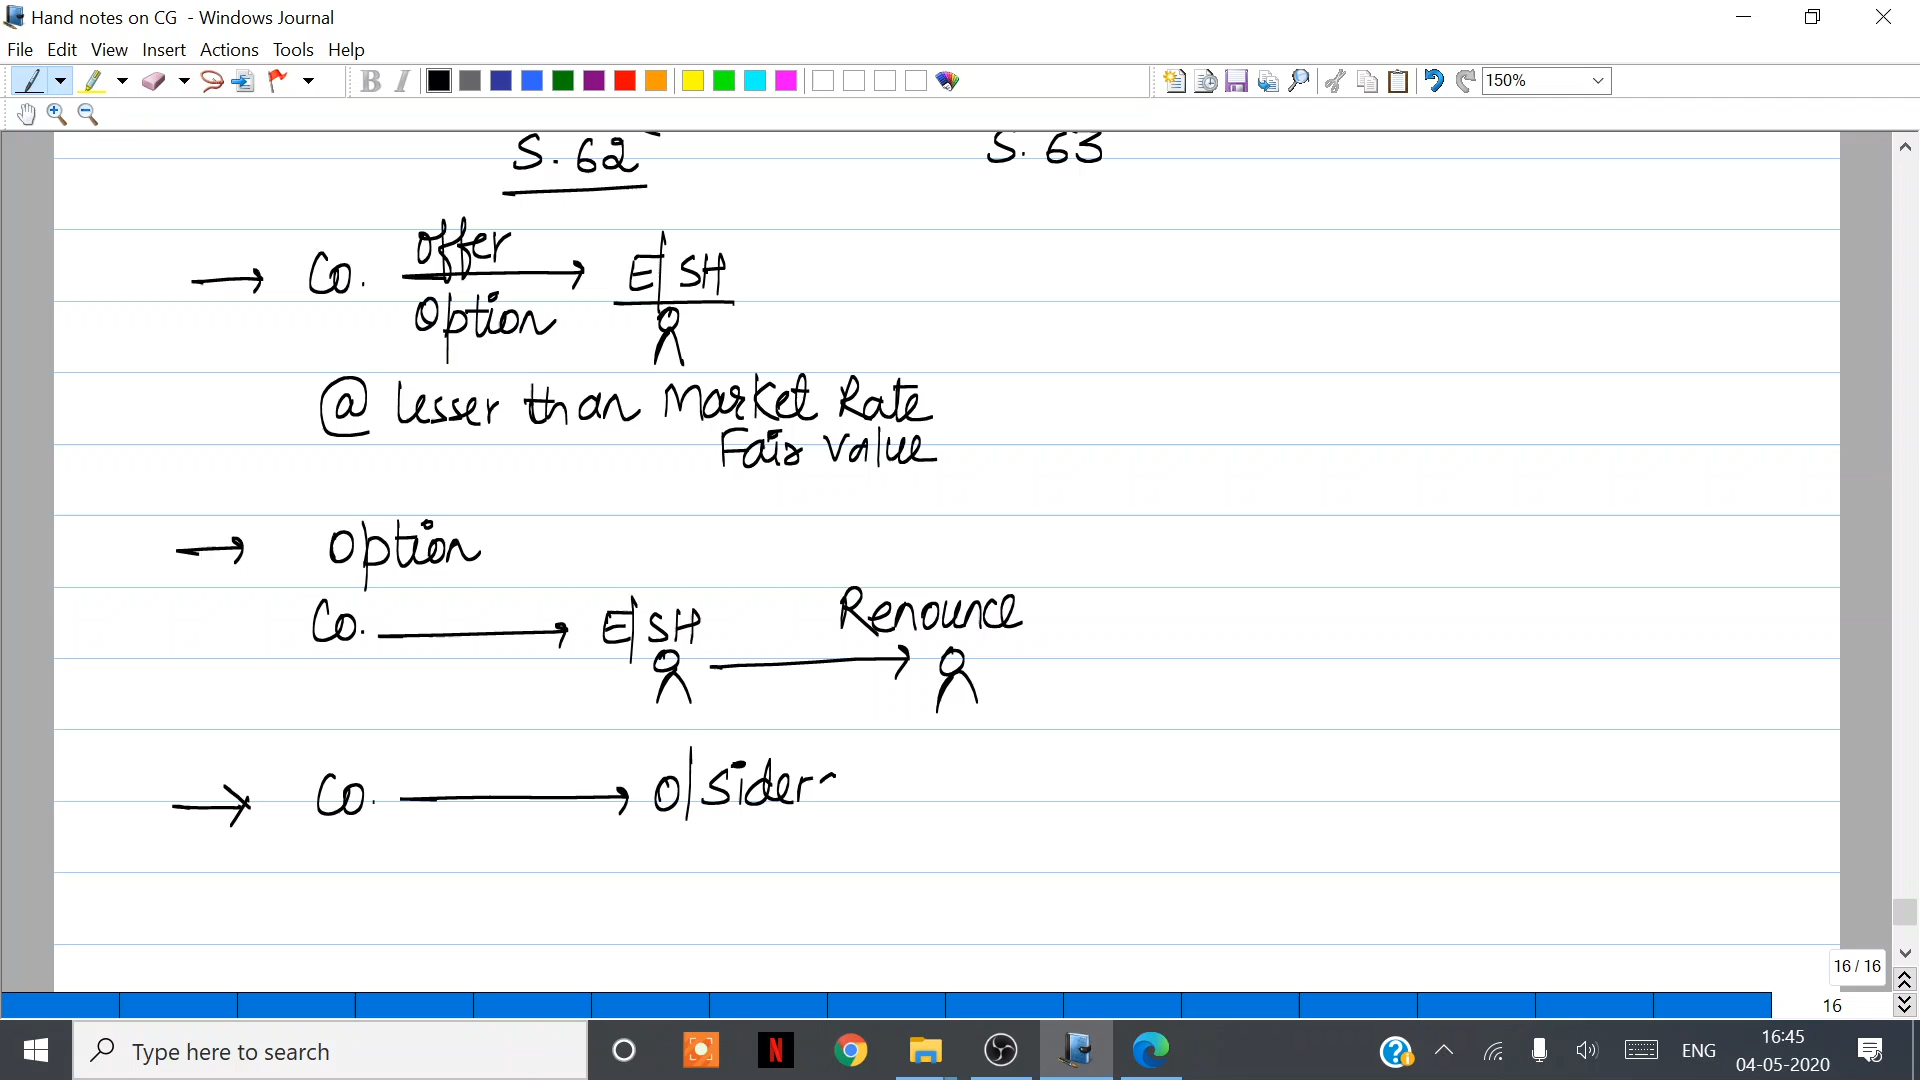 Hand notes on CG - Windows Journal
File Edit View Insert Actions Tools Help
B I 150%
S. 62 S. 63
Co. offer E/SH
Option
@ lesser than Market Rate
Fair Value
Option
Co. E/SH Renounce
Co. O/Sider
16 / 16
16
Type here to search
N
ENG
16:45
04-05-2020